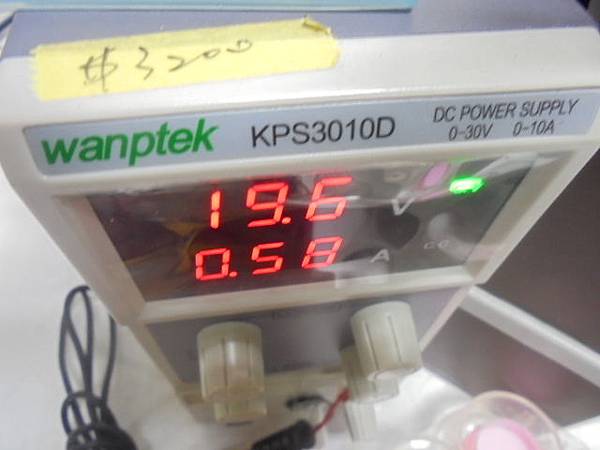 #3200
wanptek
KPS3010D
DC POWER SUPPLY
0-30V 0-10A
19.6 V
0.58 A